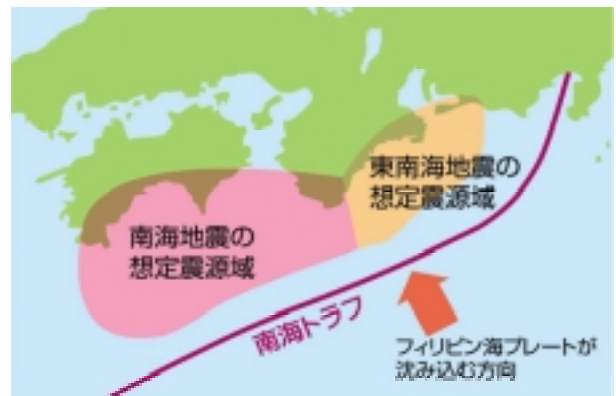 東南海地震の
想定震源域
南海地震の
想定震源域
南海トラフ
フィリピン海プレートが
沈み込む方向